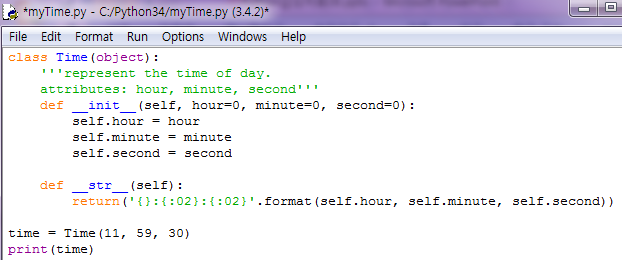 *myTime.py - C:/Python34/myTime.py (3.4.2)*
File Edit Format Run Options Windows Help
class Time(object):
    '''represent the time of day.
    attributes: hour, minute, second'''
    def __init__(self, hour=0, minute=0, second=0):
        self.hour = hour
        self.minute = minute
        self.second = second

    def __str__(self):
        return('{}:{:02}:{:02}'.format(self.hour, self.minute, self.second))

time = Time(11, 59, 30)
print(time)